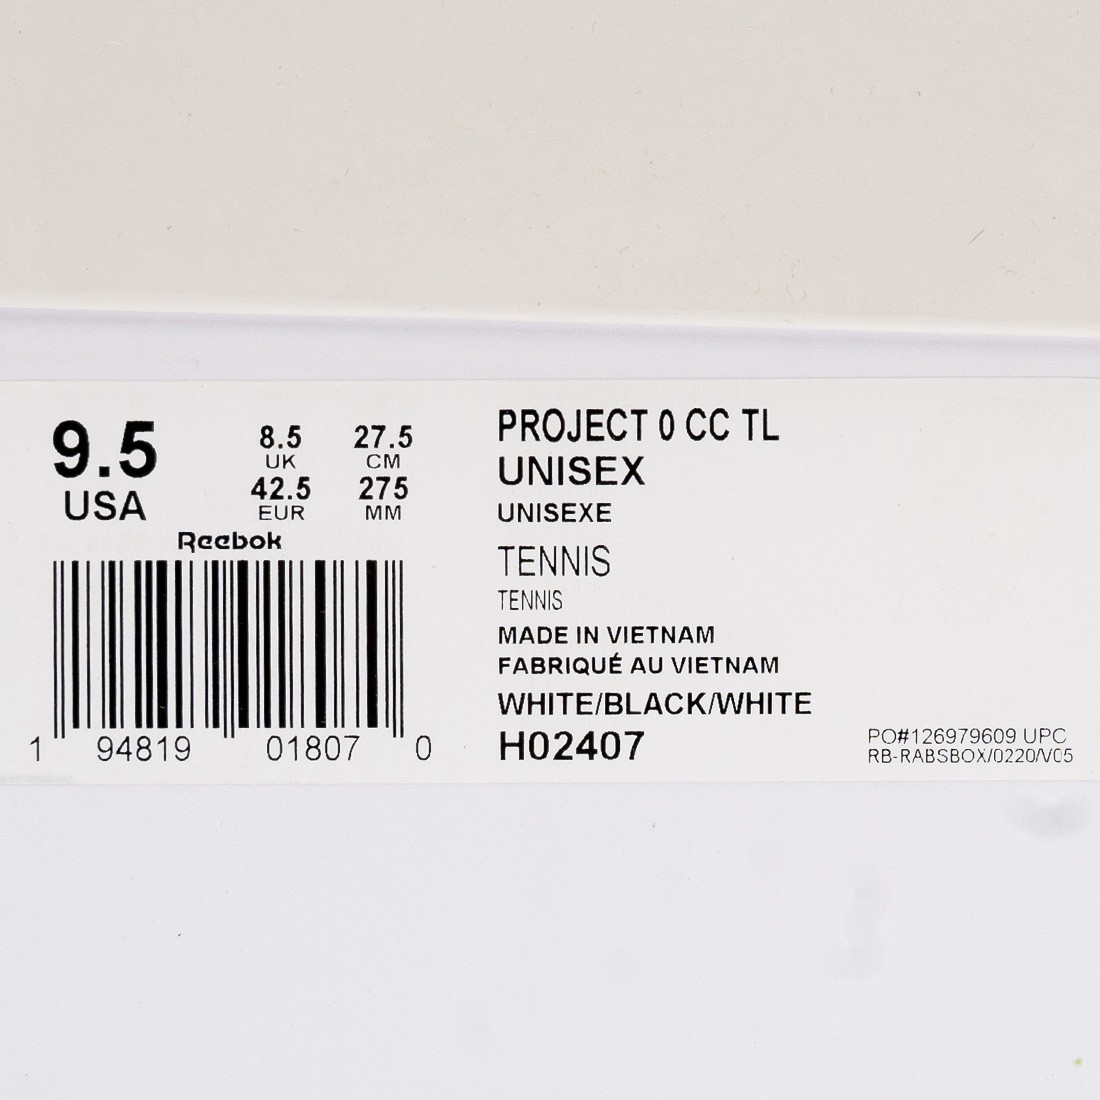 9.5
USA
8.5 27.5
UK CM
42.5 275
EUR MM
Reebok
1 94819 01807 0
PROJECT 0 CC TL
UNISEX
UNISEXE
TENNIS
TENNIS
MADE IN VIETNAM
FABRIQUÉ AU VIETNAM
WHITE/BLACK/WHITE
H02407
PO#126979609 UPC
RB-RABSBOX/0220/V05